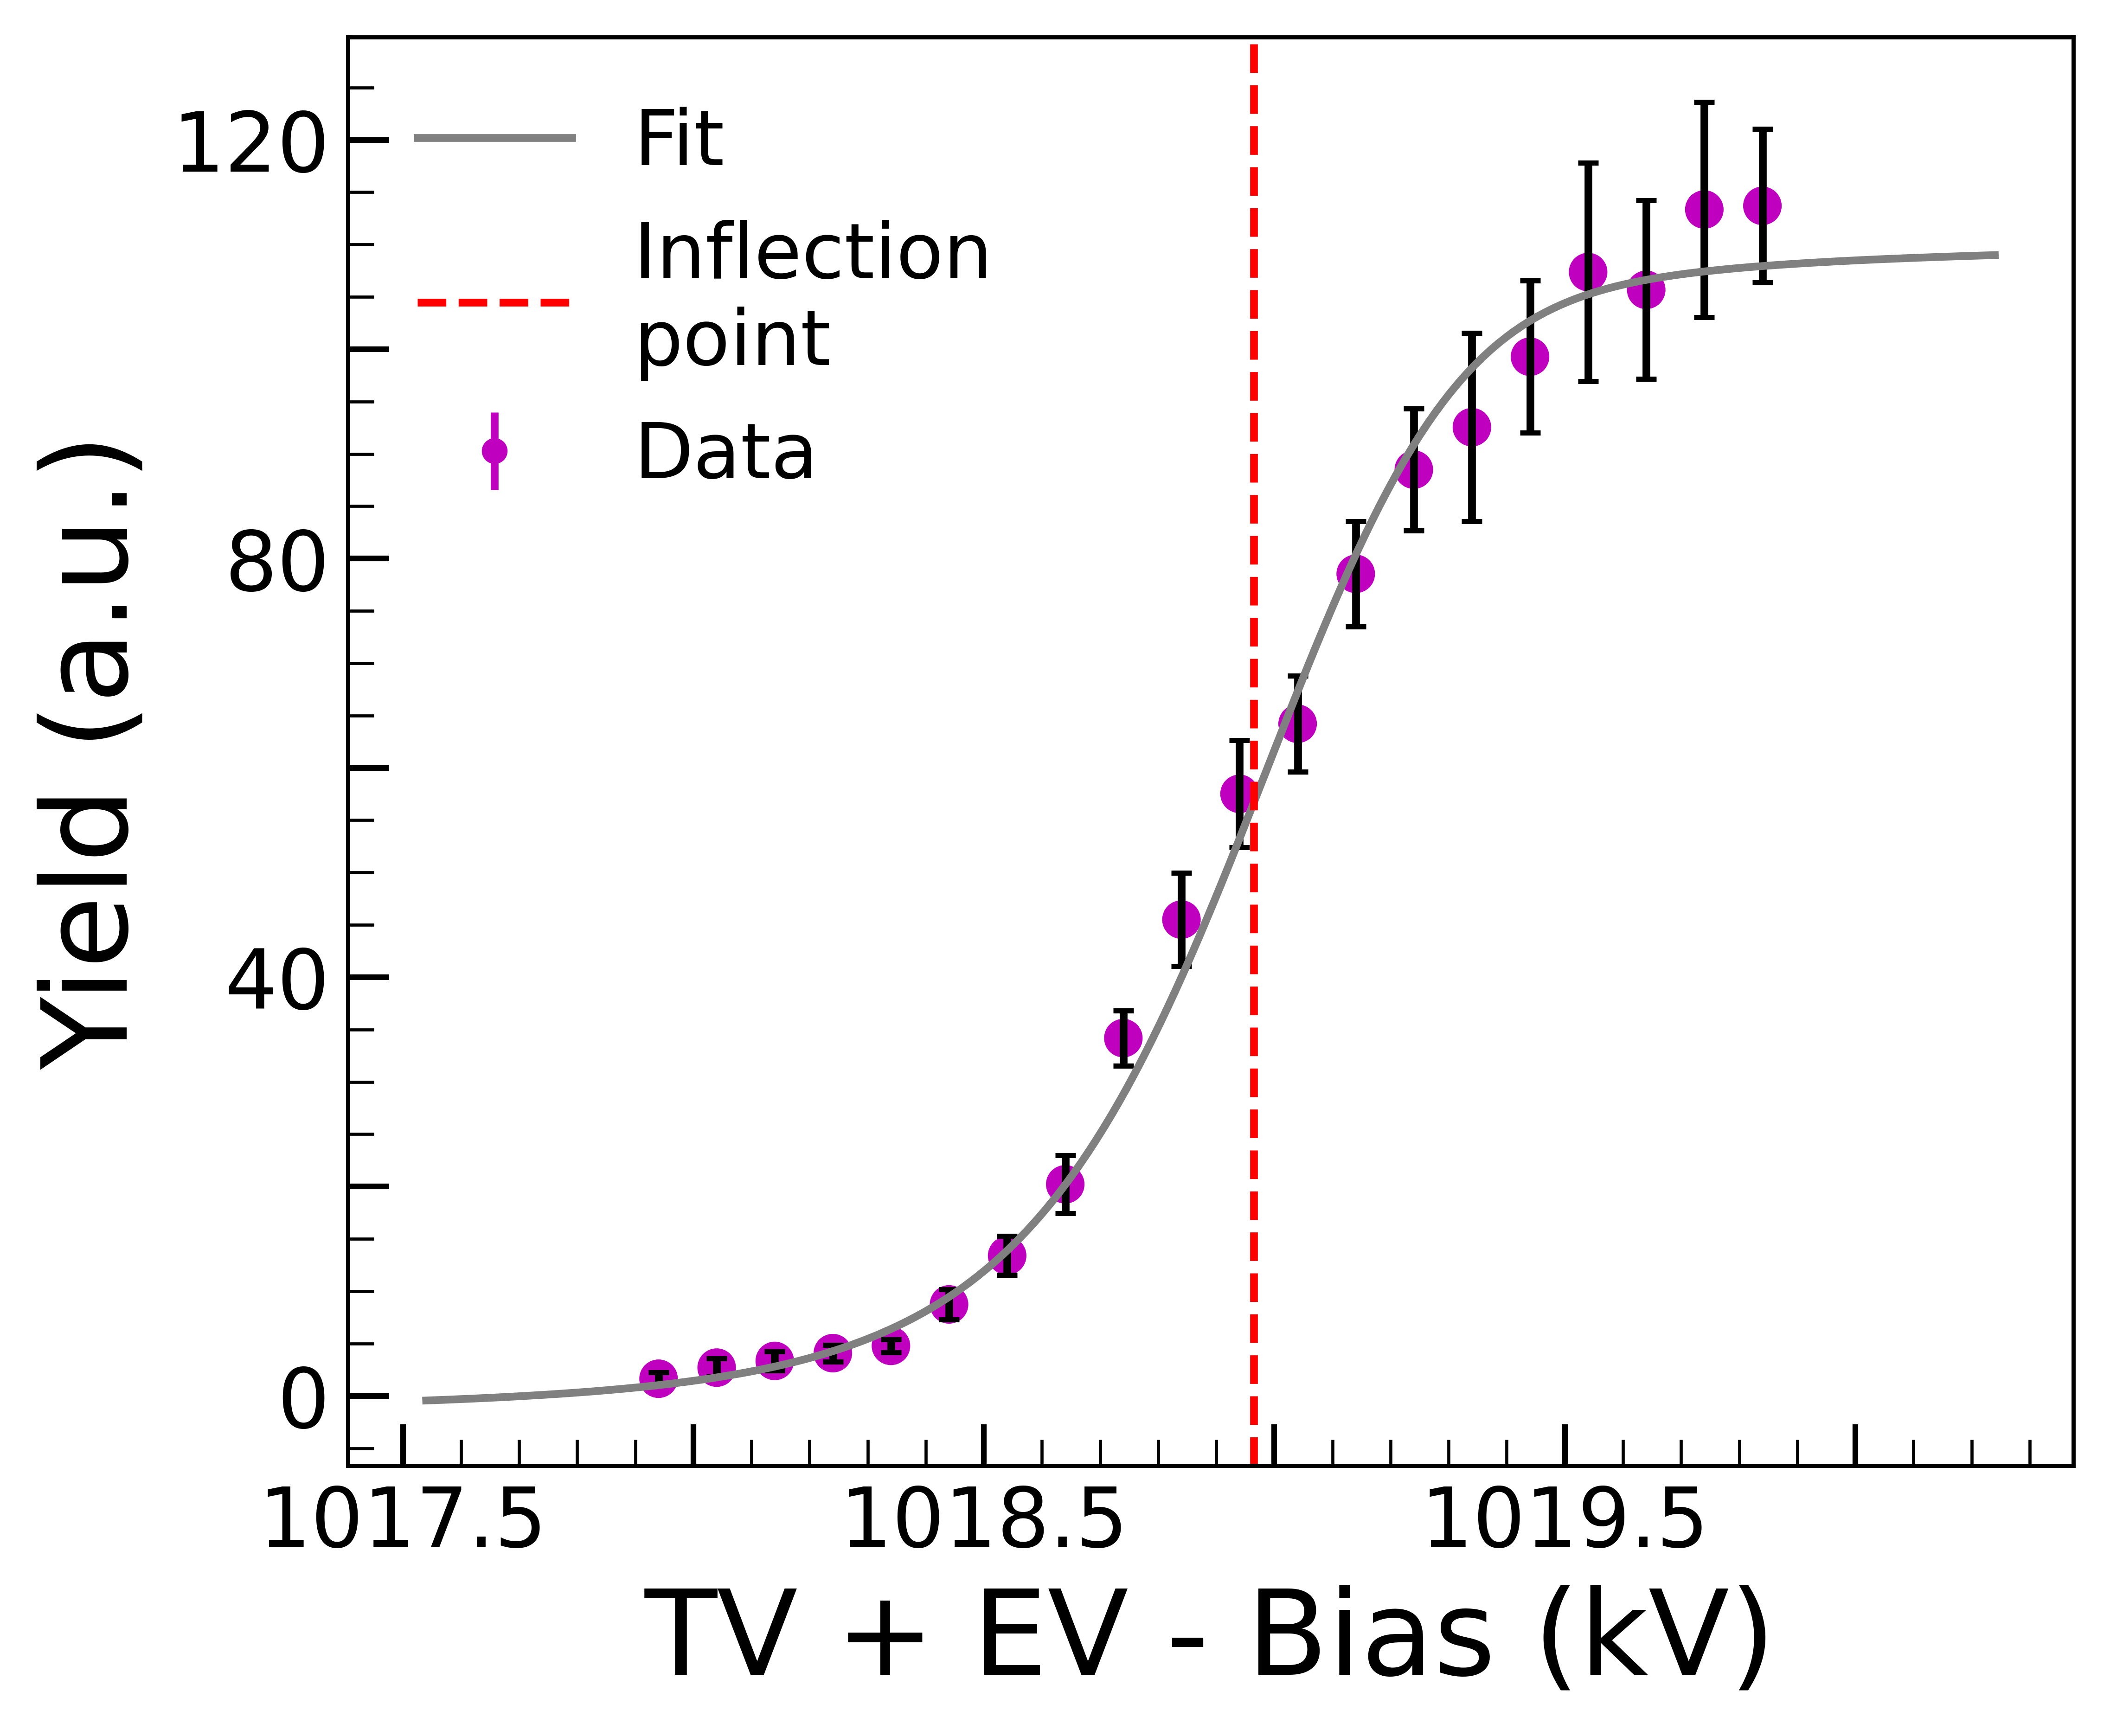 Yield (a.u.)
120
80
40
0
Fit
Inflection
point
Data
1017.5
1018.5
1019.5
TV + EV - Bias (kV)